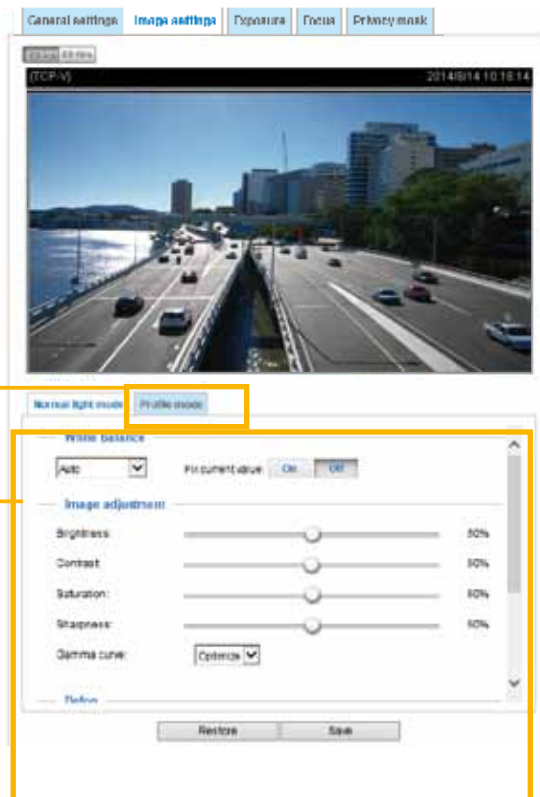 General settings Image settings Exposure Focus Privacy mask
(TCP-V) 2014/8/14 10:18:14
Normal light mode Profile mode
White balance
Auto Fix current value: On Off
Image adjustment
Brightness: 50%
Contrast: 50%
Saturation: 50%
Sharpness: 50%
Gamma curve: Optimize
Defog
Restore Save